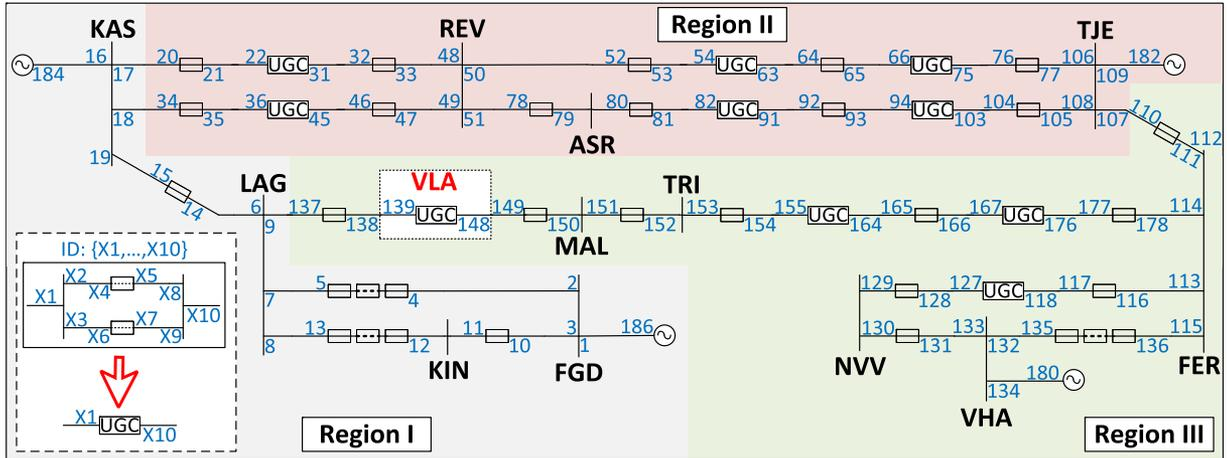 KAS REV Region II TJE
16 20 22 UGC 32 48 52 54 UGC 64 66 UGC 76 106 182
184 17 21 31 33 50 53 63 65 75 77 109
34 36 UGC 46 49 78 80 82 UGC 92 94 UGC 104 108 110
18 35 45 47 51 79 81 91 93 103 105 107 111 112
ASR
19 15 14
LAG VLA TRI
6 137 139 UGC 149 151 153 155 UGC 165 167 UGC 177 114
9 138 148 150 152 154 164 166 176 178
MAL
ID: {X1,...,X10}
X2 X5
X1 X4 X8
X3 X7 X10
X6 X9
X1 UGC X10
5 2 129 127 UGC 117 113
7 4 128 118 116
13 11 3 186 130 133 135 115
8 12 10 1 131 132 136
KIN FGD NVV FER
180
134
VHA
Region I Region III